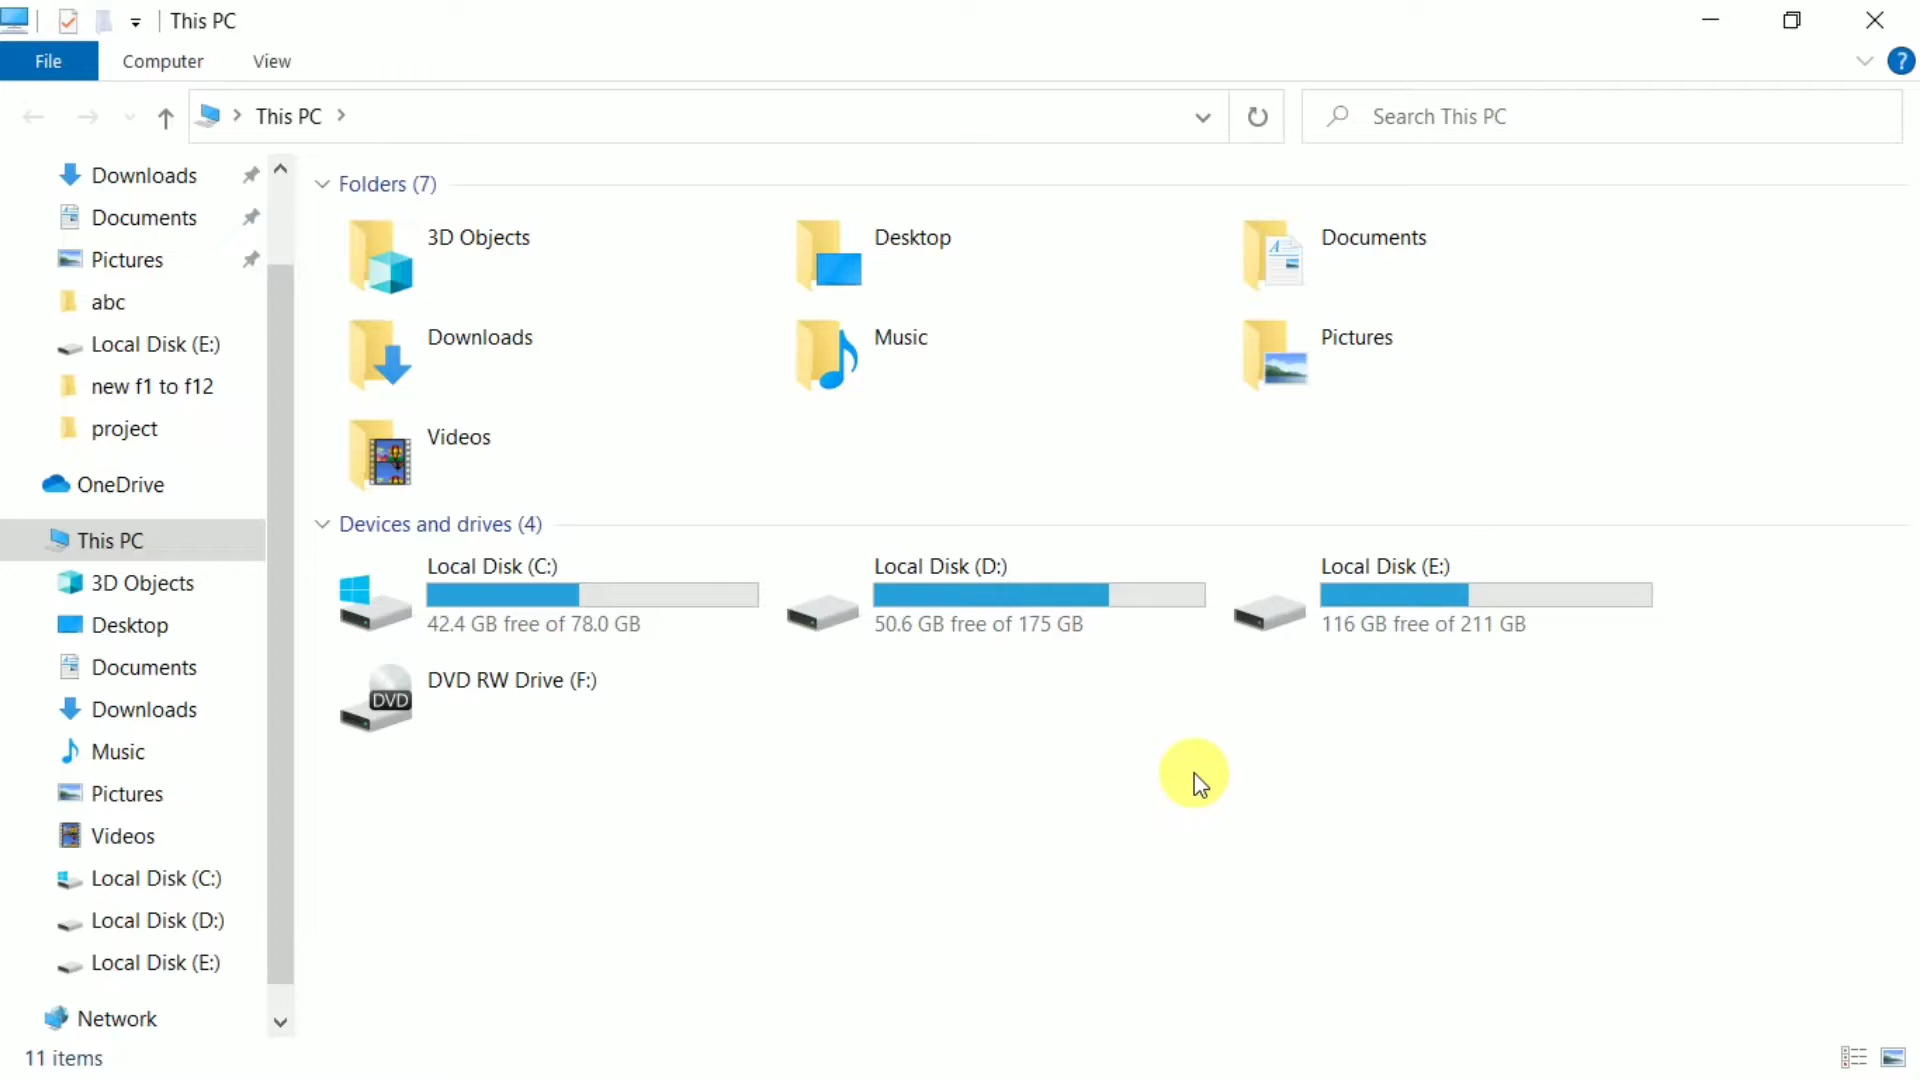 This PC
File Computer View
This PC
Search This PC
Downloads
Documents
Pictures
abc
Local Disk (E:)
new f1 to f12
project
OneDrive
This PC
3D Objects
Desktop
Documents
Downloads
Music
Pictures
Videos
Local Disk (C:)
Local Disk (D:)
Local Disk (E:)
Network
Folders (7)
3D Objects
Desktop
Documents
Downloads
Music
Pictures
Videos
Devices and drives (4)
Local Disk (C:)
42.4 GB free of 78.0 GB
Local Disk (D:)
50.6 GB free of 175 GB
Local Disk (E:)
116 GB free of 211 GB
DVD
DVD RW Drive (F:)
11 items